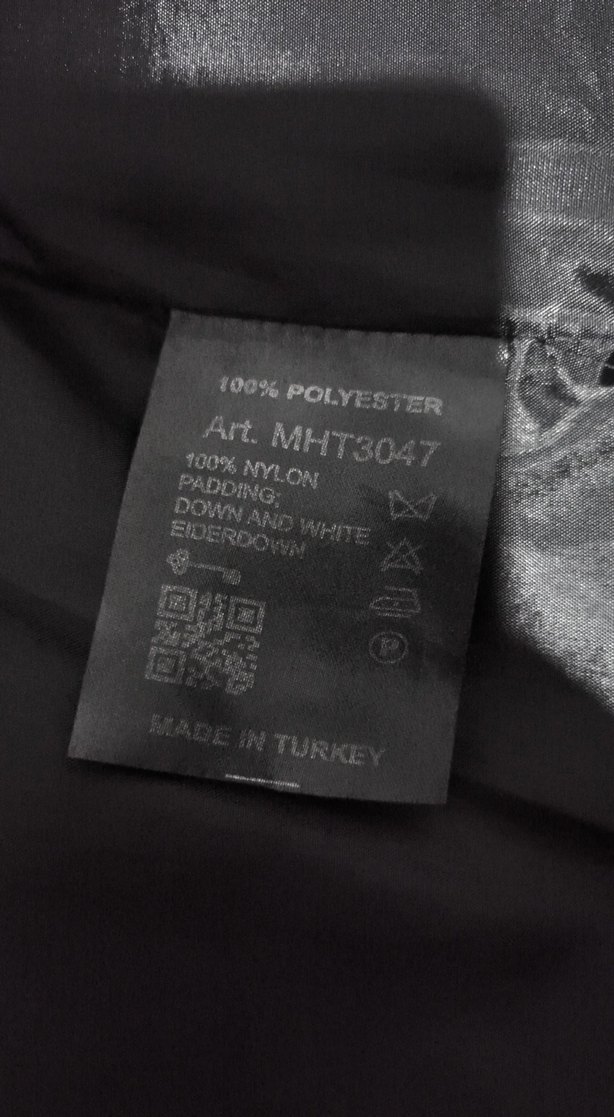 100% POLYESTER
Art. MHT3047
100% NYLON
PADDING:
DOWN AND WHITE
EIDERDOWN
P
MADE IN TURKEY